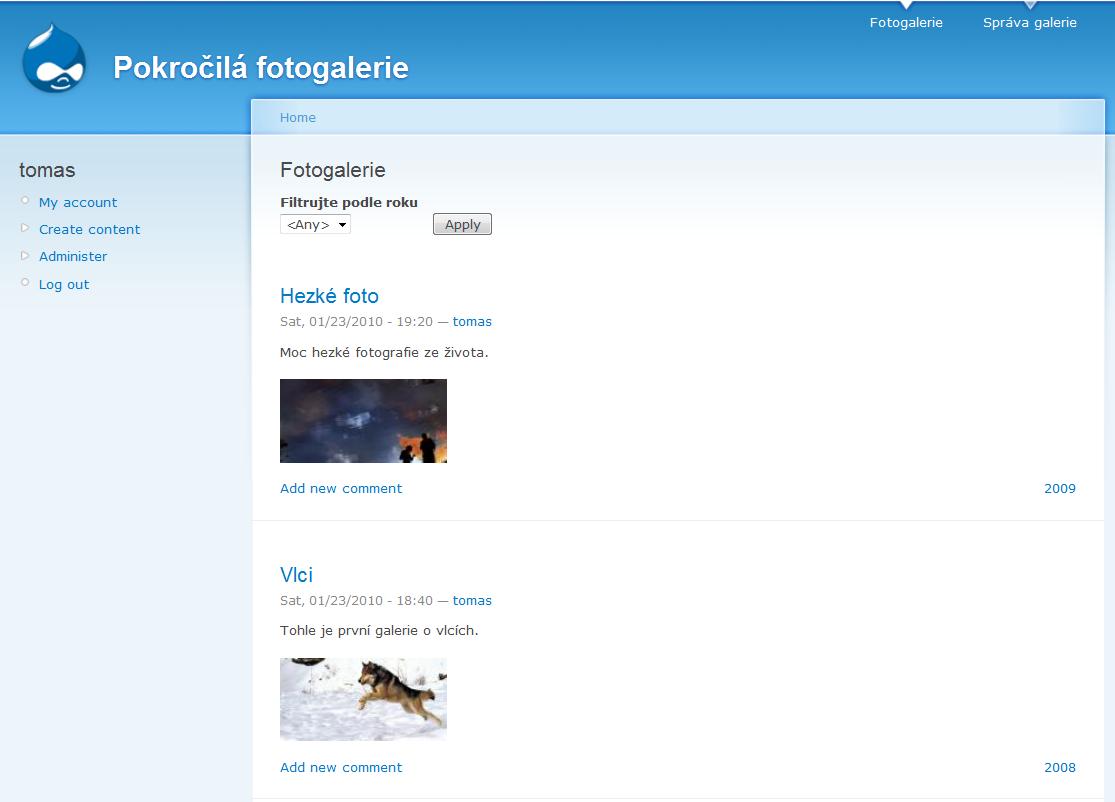 Fotogalerie Správa galerie
Pokročilá fotogalerie
Home
tomas
My account
Create content
Administer
Log out
Fotogalerie
Filtrujte podle roku
<Any> Apply
Hezké foto
Sat, 01/23/2010 - 19:20 — tomas
Moc hezké fotografie ze života.
Add new comment 2009
Vlci
Sat, 01/23/2010 - 18:40 — tomas
Tohle je první galerie o vlcích.
Add new comment 2008